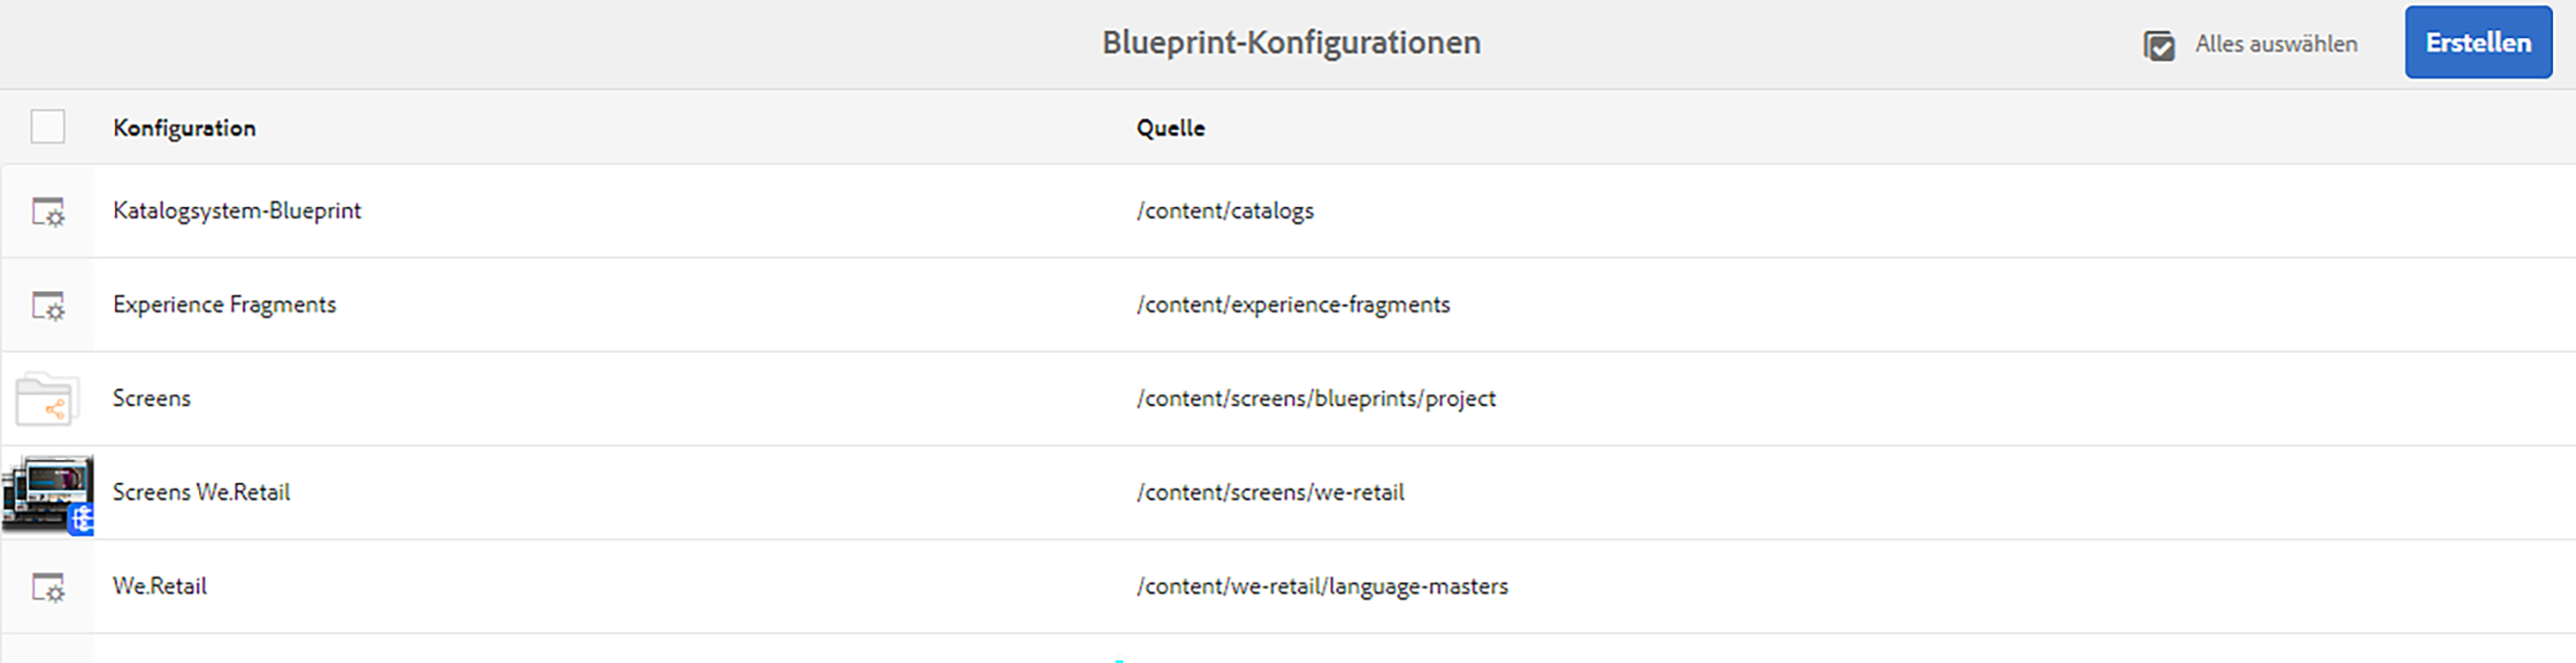 Blueprint-Konfigurationen
Alles auswählen
Erstellen
Konfiguration Quelle
Katalogsystem-Blueprint /content/catalogs
Experience Fragments /content/experience-fragments
Screens /content/screens/blueprints/project
Screens We.Retail /content/screens/we-retail
We.Retail /content/we-retail/language-masters